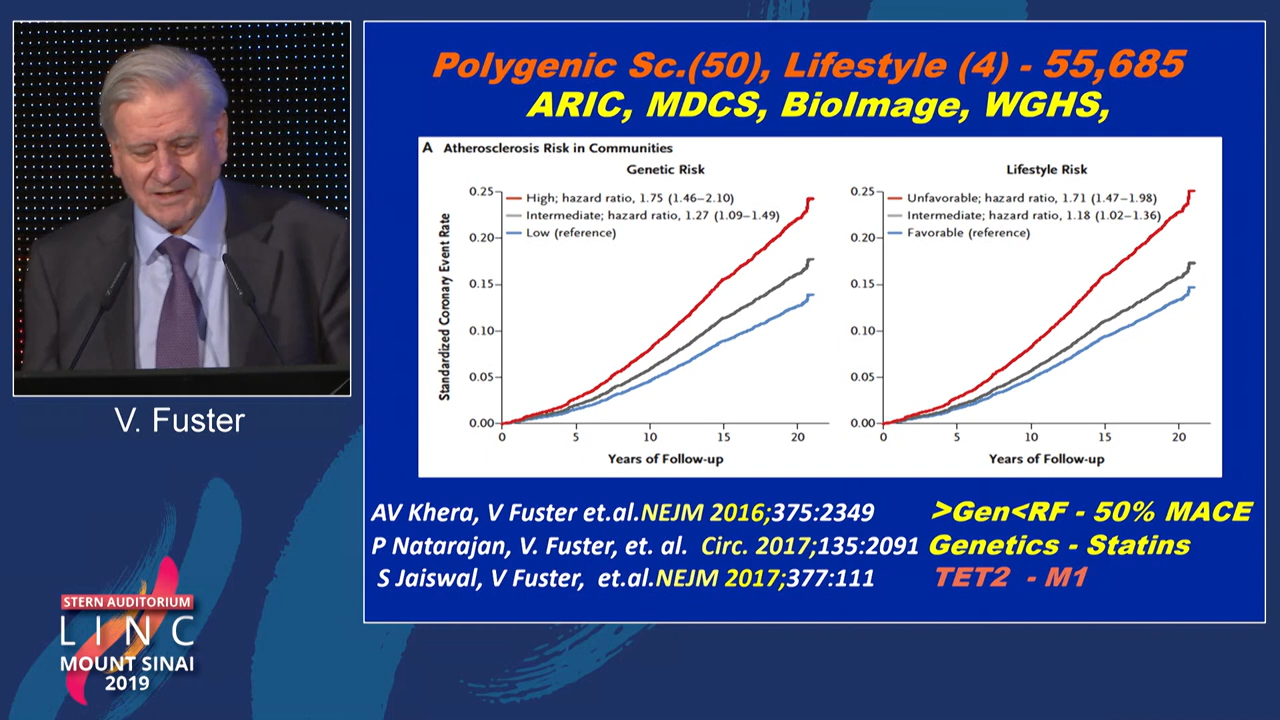 Polygenic Sc.(50), Lifestyle (4) - 55,685
ARIC, MDCS, BioImage, WGHS,
A Atherosclerosis Risk in Communities
Genetic Risk
0.25
0.20
0.15
0.10
0.05
0.00
High; hazard ratio, 1.75 (1.46–2.10)
Intermediate; hazard ratio, 1.27 (1.09–1.49)
Low (reference)
Standardized Coronary Event Rate
0 5 10 15 20
Years of Follow-up
Lifestyle Risk
0.25
0.20
0.15
0.10
0.05
0.00
Unfavorable; hazard ratio, 1.71 (1.47–1.98)
Intermediate; hazard ratio, 1.18 (1.02–1.36)
Favorable (reference)
0 5 10 15 20
Years of Follow-up
AV Khera, V Fuster et.al.NEJM 2016;375:2349 >Gen<RF - 50% MACE
P Natarajan, V. Fuster, et. al. Circ. 2017;135:2091 Genetics - Statins
S Jaiswal, V Fuster, et.al.NEJM 2017;377:111 TET2 - M1
V. Fuster
STERN AUDITORIUM
LINC
MOUNT SINAI
2019